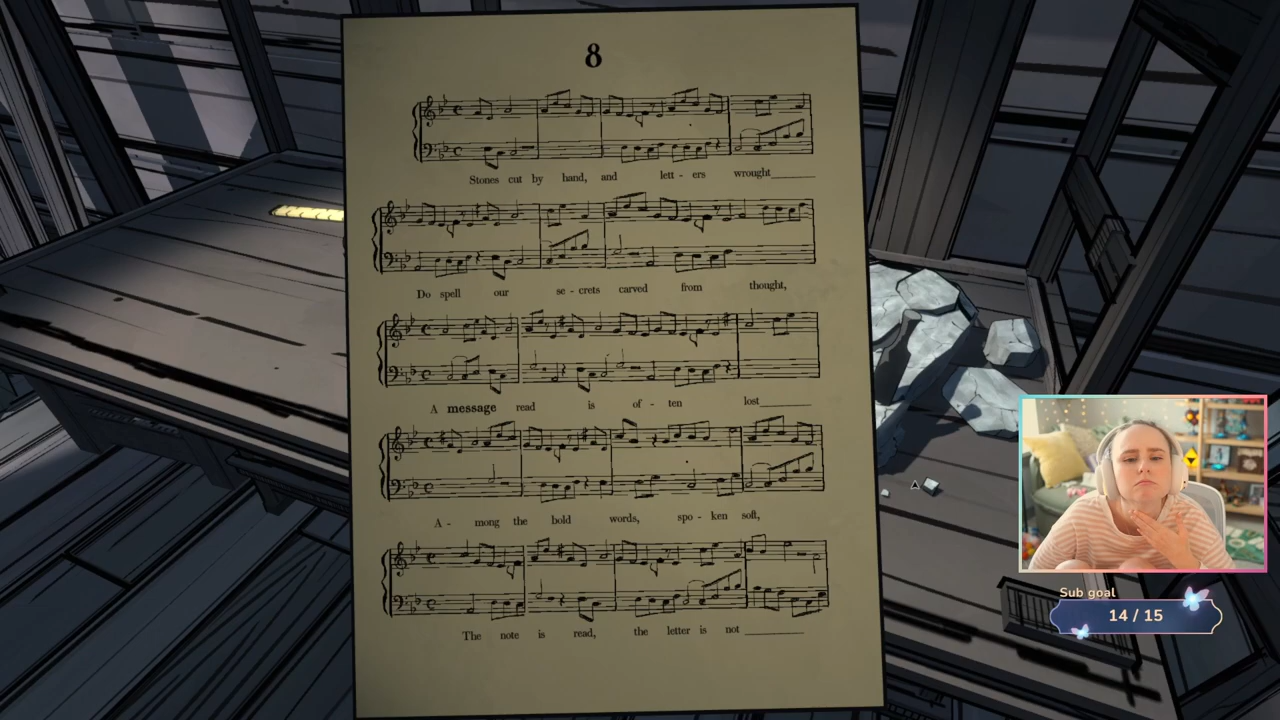 8
Stones cut by hand, and lett - ers wrought
Do spell our se - crets carved from thought,
A message read is of - ten lost
A - mong the bold words, spo - ken soft,
The note is read, the letter is not
Sub goal
14 / 15